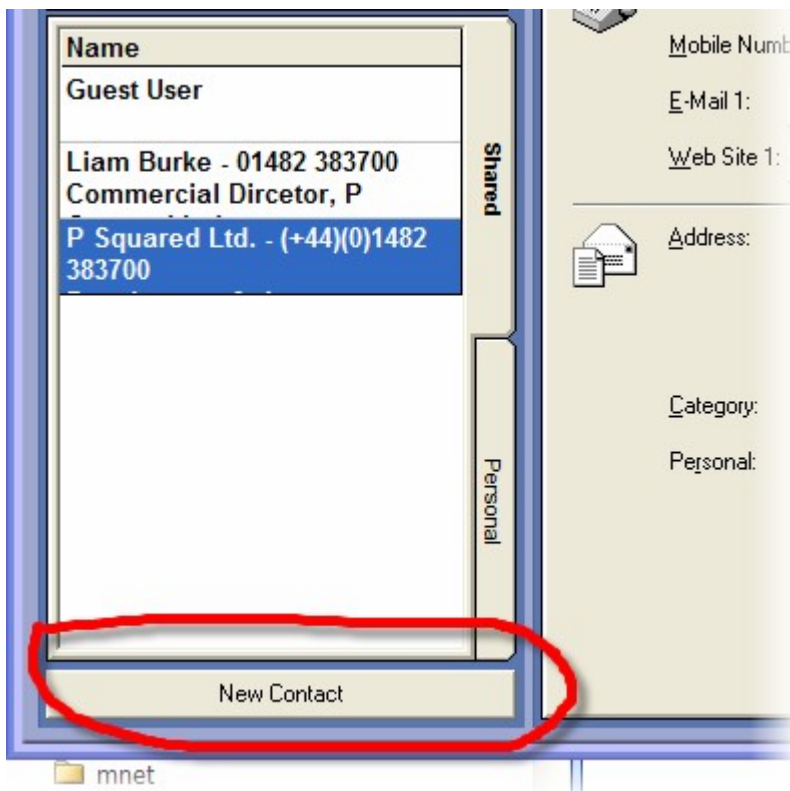 Name
Guest User
Liam Burke - 01482 383700
Commercial Dircetor, P
P Squared Ltd. - (+44)(0)1482
383700
Shared
Personal
New Contact
Mobile Numb
E-Mail 1:
Web Site 1:
Address:
Category:
Personal:
mnet